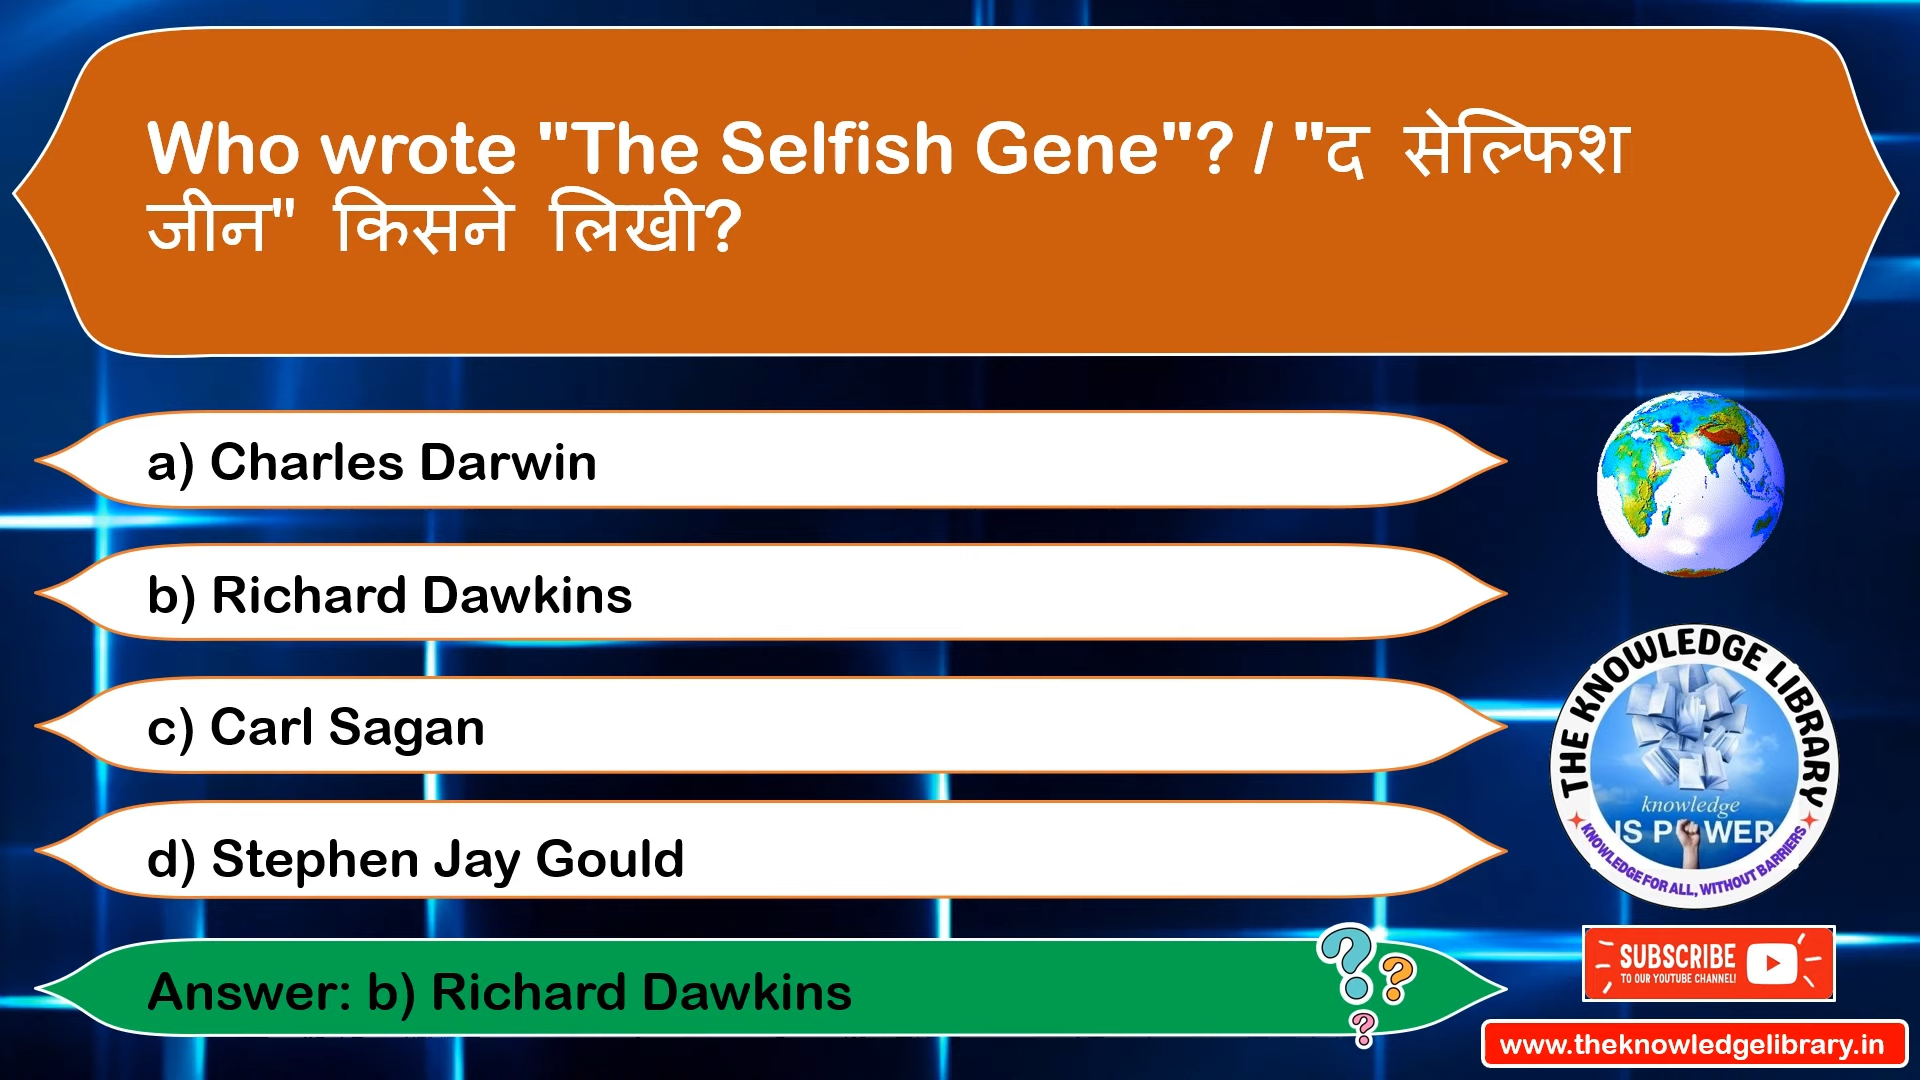 Who wrote "The Selfish Gene"? / "द सेल्फिश
जीन" किसने लिखी?
a) Charles Darwin
b) Richard Dawkins
c) Carl Sagan
d) Stephen Jay Gould
Answer: b) Richard Dawkins
THE KNOWLEDGE LIBRARY
knowledge
IS POWER
KNOWLEDGE FOR ALL, WITHOUT BARRIERS
SUBSCRIBE
TO OUR YOUTUBE CHANNEL!
www.theknowledgelibrary.in